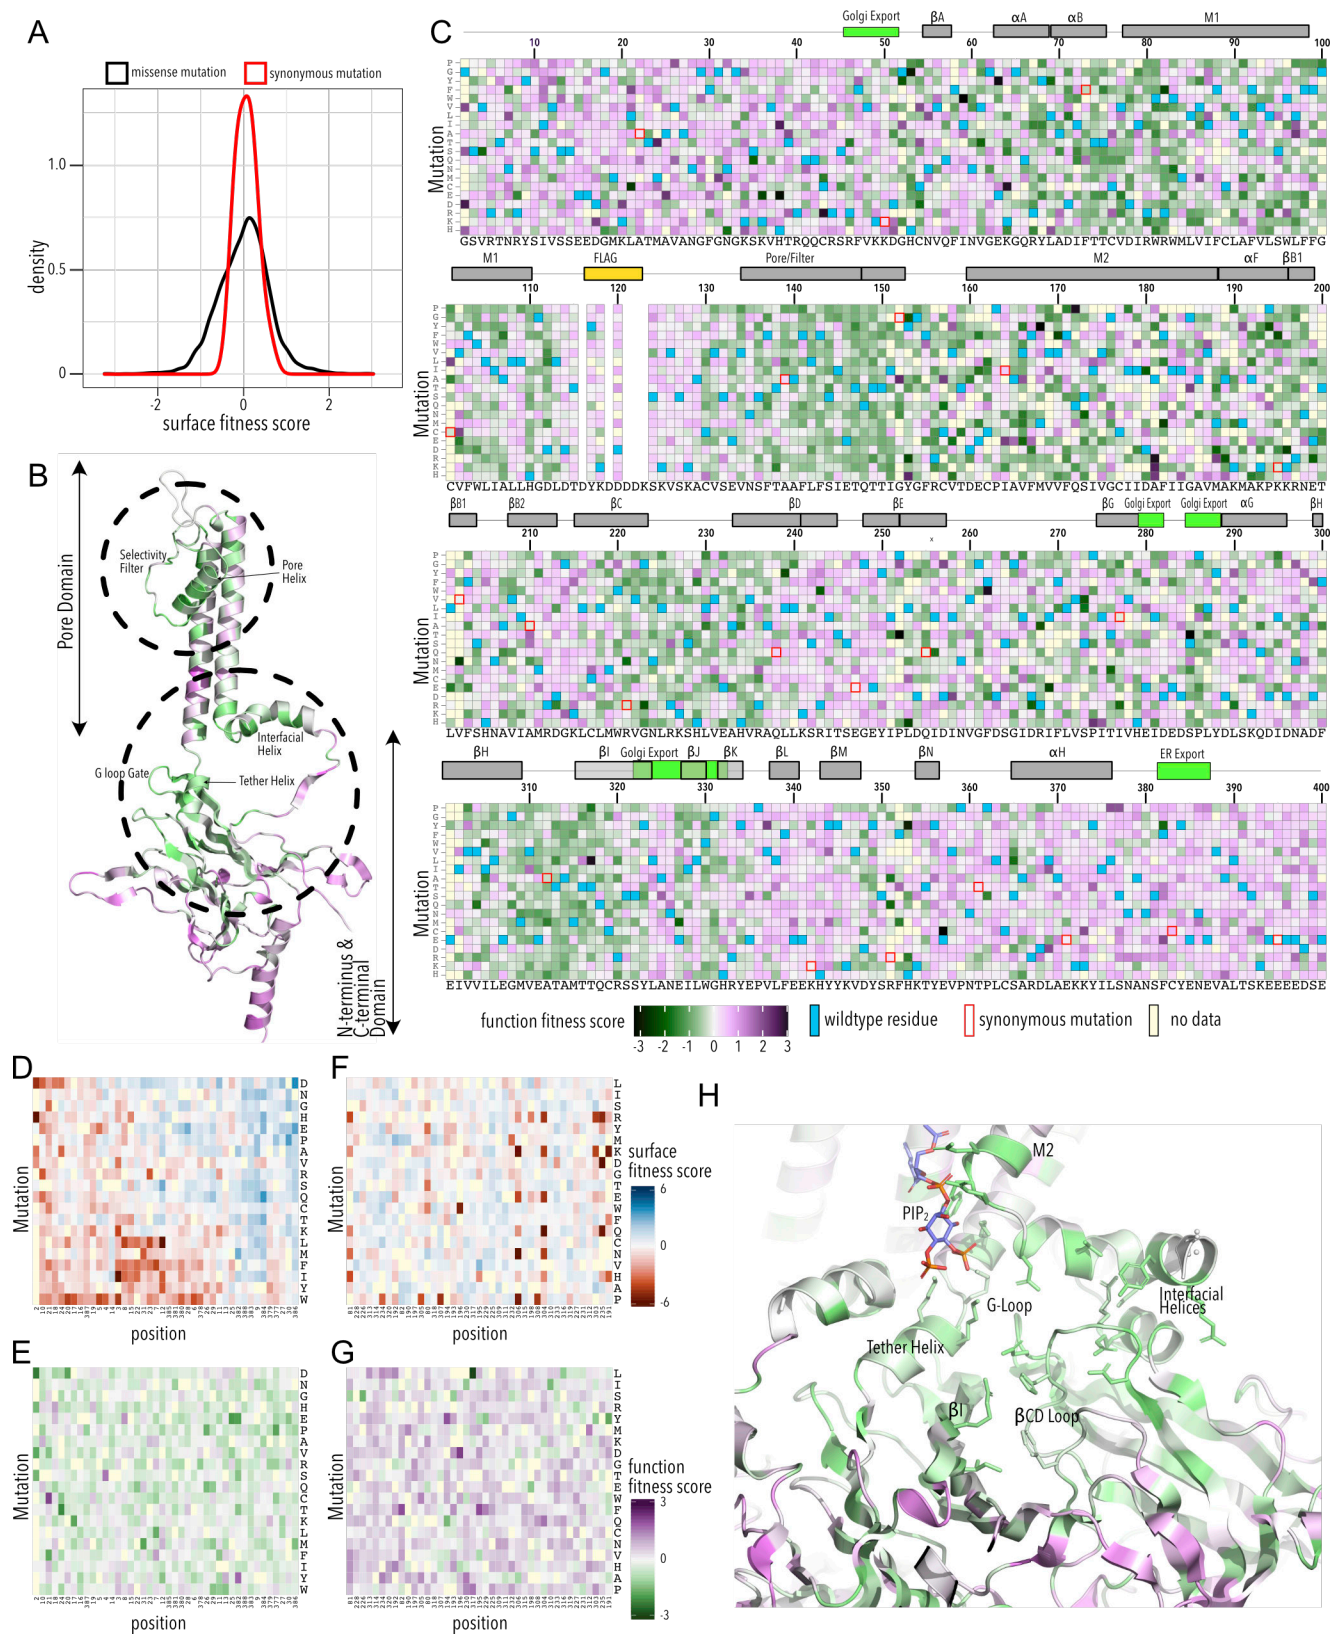 A
missense mutation
synonymous mutation
density
1.0
0.5
0
-2
0
2
surface fitness score
B
Pore Domain
Selectivity
Filter
Pore
Helix
Interfacial
Helix
G loop Gate
Tether Helix
N-terminus &
C-terminal
Domain
C
Golgi Export
βA
αA
αB
M1
10 20 30 40 50 60 70 80 90 100
Mutation
P
G
Y
F
W
V
L
I
A
T
S
Q
N
M
C
E
D
R
K
H
GSVRTNRYSIVSSEEDGMKLATMAVANGFGNGKSKVHTRQQCRSRFVKKDGHCNVQFINVGEKGQRYLADIFTTCVDIRWRWMLVIFCLAFVLSWLFFG
M1
FLAG
Pore/Filter
M2
αF
βB1
110 120 130 140 150 160 170 180 190 200
Mutation
P
G
Y
F
W
V
L
I
A
T
S
Q
N
M
C
E
D
R
K
H
CVFWLIALLHGDLDTDYKDDDDKSKVSKACVSEVNSFTAAFLFSIETQTTIGYGFRCVTDECPIAVFMVVFQSIVGCIIDAFIIGAVMAKMAKPKKRNET
βB1
βB2
βC
βD
βE
βG
Golgi Export
Golgi Export
αG
βH
210 220 230 240 250 260 270 280 290 300
x
Mutation
P
G
Y
F
W
V
L
I
A
T
S
Q
N
M
C
E
D
R
K
H
LVFSHNAVIAMRDGKLCLMWRVGNLRKSHLVEAHVRAQLLKSRITSEGEYIPLDQIDINVGFDSGIDRIFLVSPITIVHEIDEDSPLYDLSKQDIDNADF
βH
βI
Golgi Export
βJ
βK
βL
βM
βN
αH
ER Export
310 320 330 340 350 360 370 380 390 400
Mutation
P
G
Y
F
W
V
L
I
A
T
S
Q
N
M
C
E
D
R
K
H
EIVVILEGMVEATAMTTQCRSSYLANEILWGHRYEPVLFEEKHYYKVDYSRFHKTYEVPNTPLCSARDLAEKKYILSNANSFCYENEVALTSKEEEEDSE
function fitness score
-3 -2 -1 0 1 2 3
wildtype residue
synonymous mutation
no data
D
Mutation
D
N
G
H
E
P
A
V
R
S
Q
C
T
K
L
M
F
I
Y
W
position
F
Mutation
L
I
S
R
Y
M
K
D
G
T
E
W
F
Q
C
N
V
H
A
P
position
surface
fitness score
6
0
-6
E
Mutation
D
N
G
H
E
P
A
V
R
S
Q
C
T
K
L
M
F
I
Y
W
position
G
Mutation
L
I
S
R
Y
M
K
D
G
T
E
W
F
Q
C
N
V
H
A
P
position
function
fitness score
3
0
-3
H
M2
PIP2
G-Loop
Interfacial
Helices
Tether Helix
βI
βCD Loop